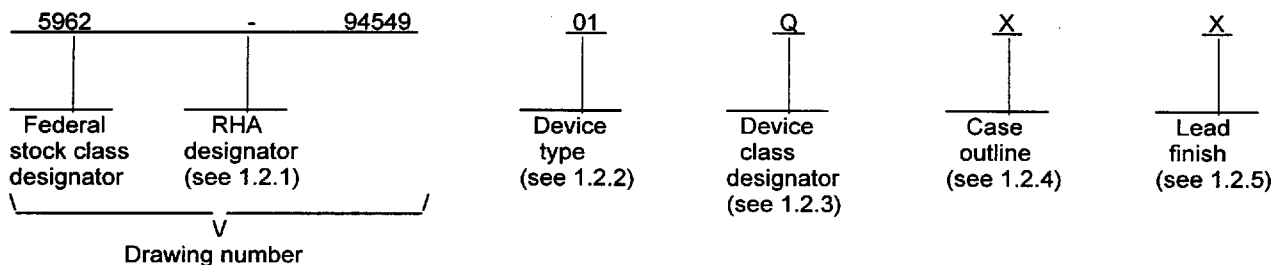 5962 - 94549 01 Q X X
Federal stock class designator
RHA designator (see 1.2.1)
Device type (see 1.2.2)
Device class designator (see 1.2.3)
Case outline (see 1.2.4)
Lead finish (see 1.2.5)
Drawing number